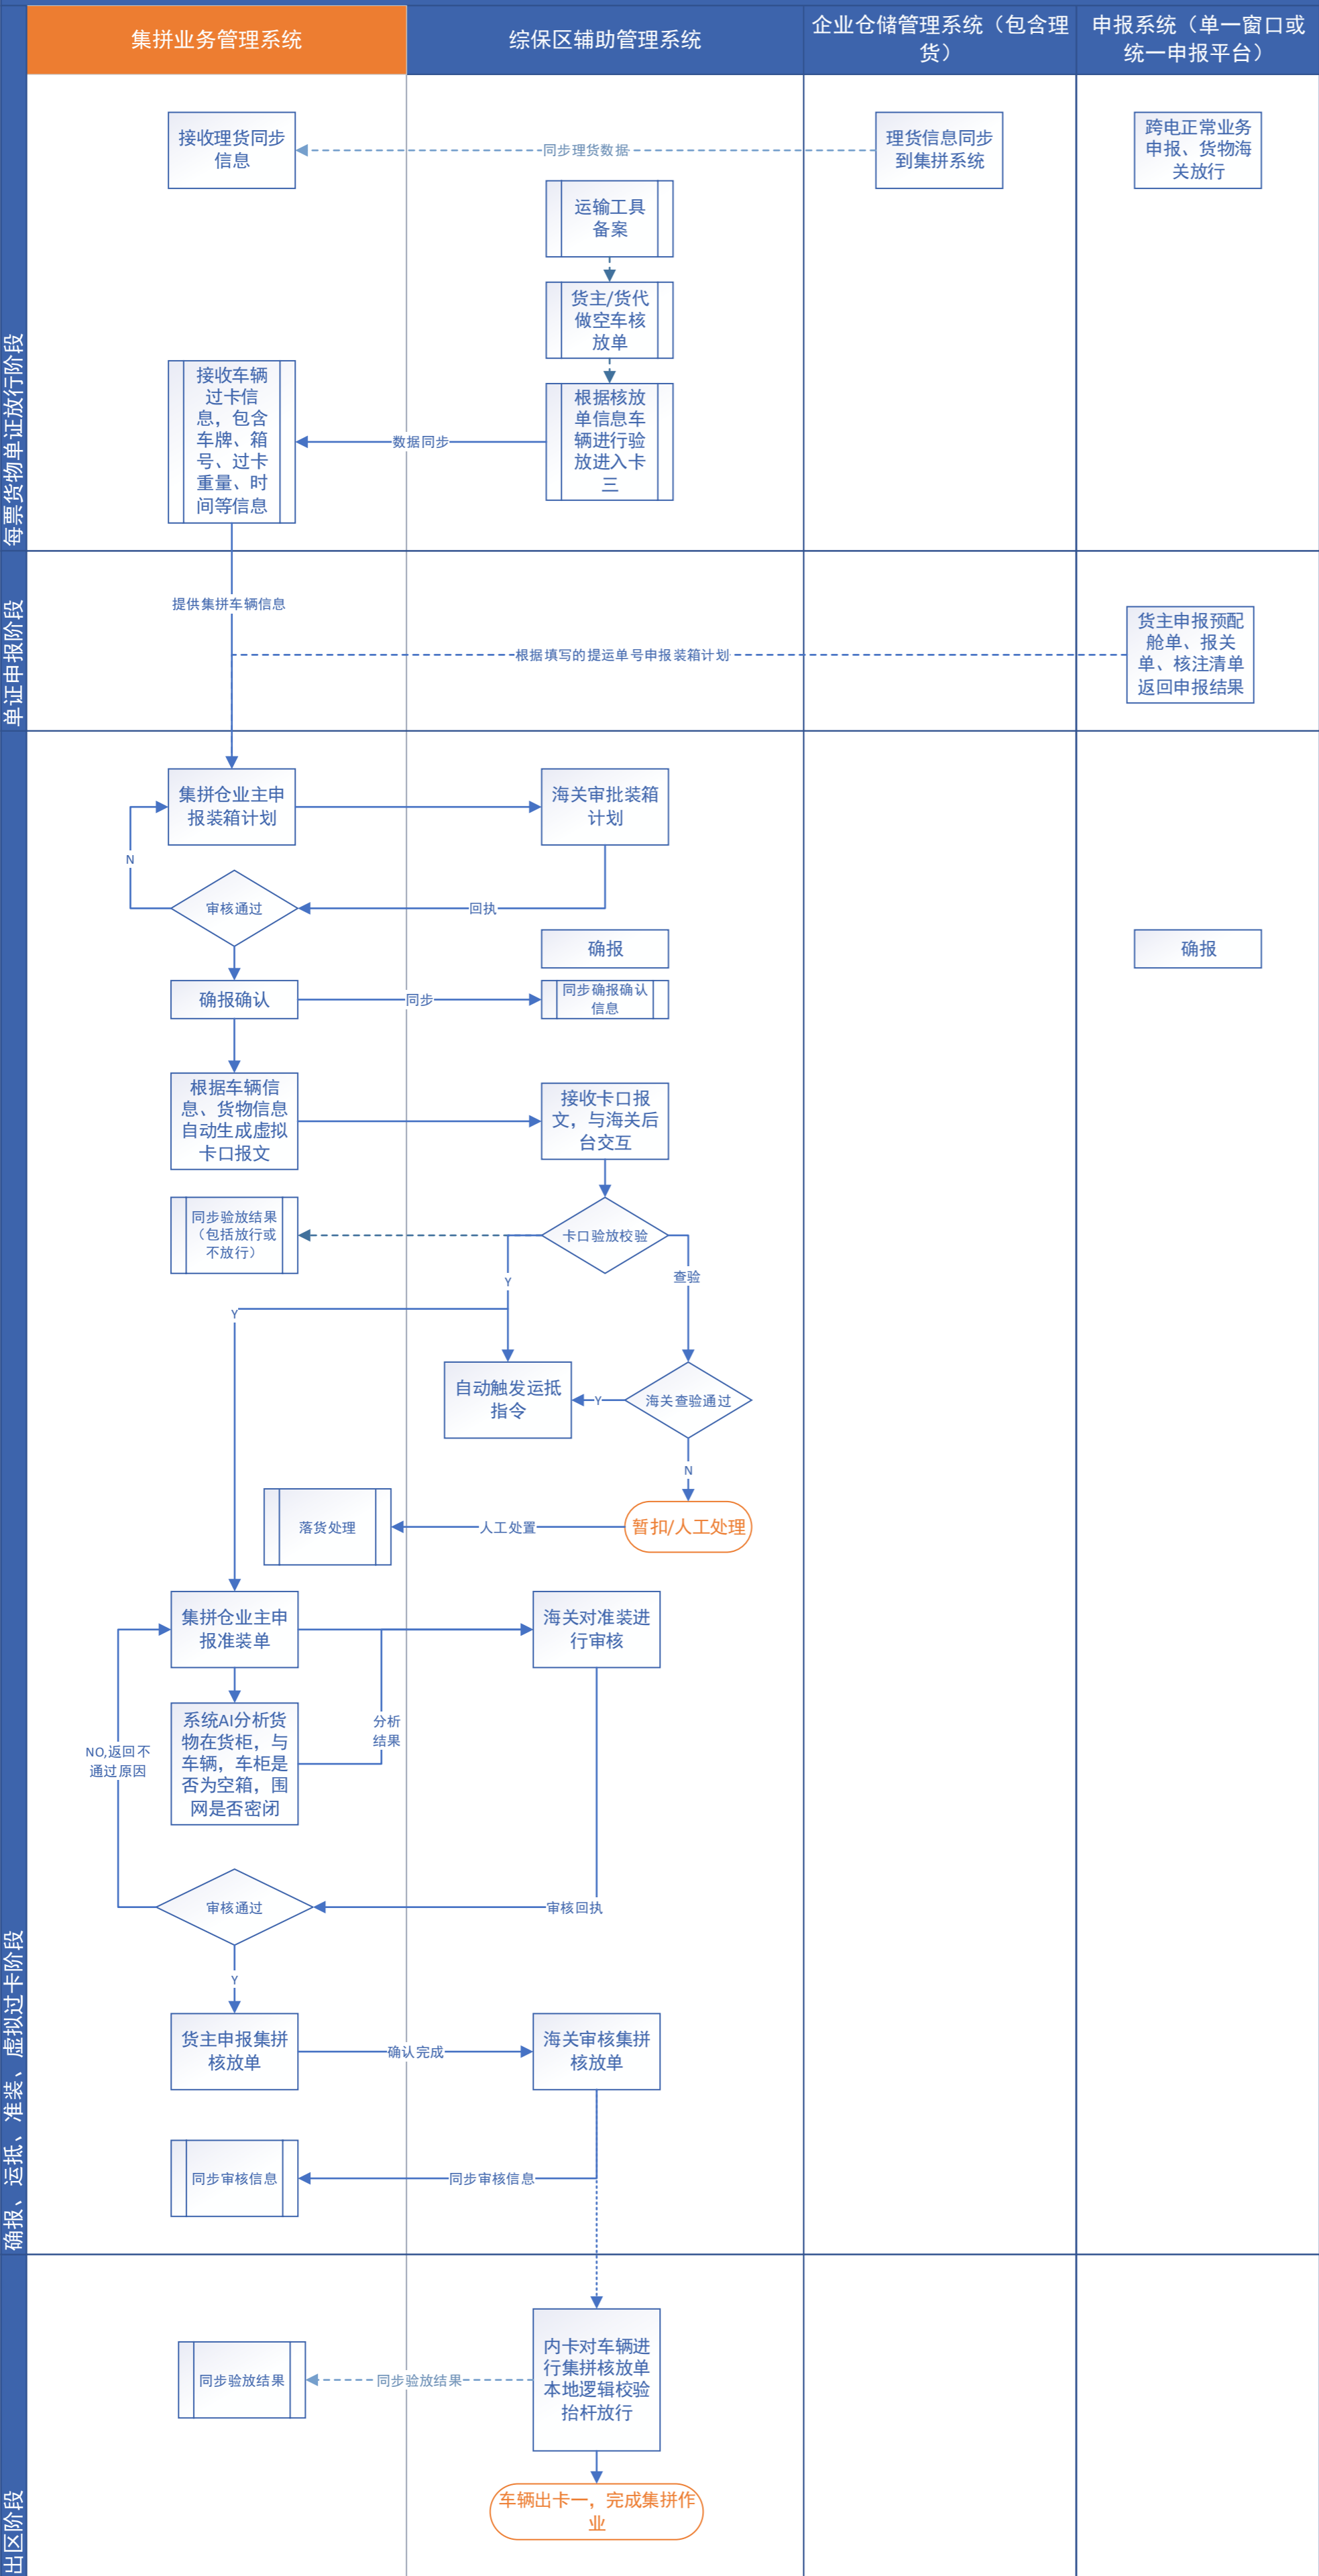 集拼业务管理系统
综保区辅助管理系统
企业仓储管理系统（包含理
货）
申报系统（单一窗口或
统一申报平台）
每票货物单证放行阶段
接收理货同步
信息
同步理货数据
理货信息同步
到集拼系统
跨电正常业务
申报、货物海
关放行
运输工具
备案
货主/货代
做空车核
放单
接收车辆
过卡信
息，包含
车牌、箱
号、过卡
重量、时
间等信息
数据同步
根据核放
单信息车
辆进行验
放进入卡
三
单证申报阶段
提供集拼车辆信息
根据填写的提运单号申报装箱计划
货主申报预配
舱单、报关
单、核注清单
返回申报结果
确报、运抵、准装、虚拟过卡阶段
集拼仓业主申
报装箱计划
海关审批装箱
计划
N
审核通过
回执
确报
确报
确报确认
同步
同步确报确认
信息
根据车辆信
息、货物信息
自动生成虚拟
卡口报文
接收卡口报
文，与海关后
台交互
同步验放结果
（包括放行或
不放行）
卡口验放校验
Y
查验
Y
自动触发运抵
指令
Y
海关查验通过
N
落货处理
人工处置
暂扣/人工处理
集拼仓业主申
报准装单
海关对准装进
行审核
系统AI分析货
物在货柜，与
车辆，车柜是
否为空箱，围
网是否密闭
分析
结果
NO,返回不
通过原因
审核通过
审核回执
Y
货主申报集拼
核放单
确认完成
海关审核集拼
核放单
同步审核信息
同步审核信息
出区阶段
同步验放结果
同步验放结果
内卡对车辆进
行集拼核放单
本地逻辑校验
抬杆放行
车辆出卡一，完成集拼作
业